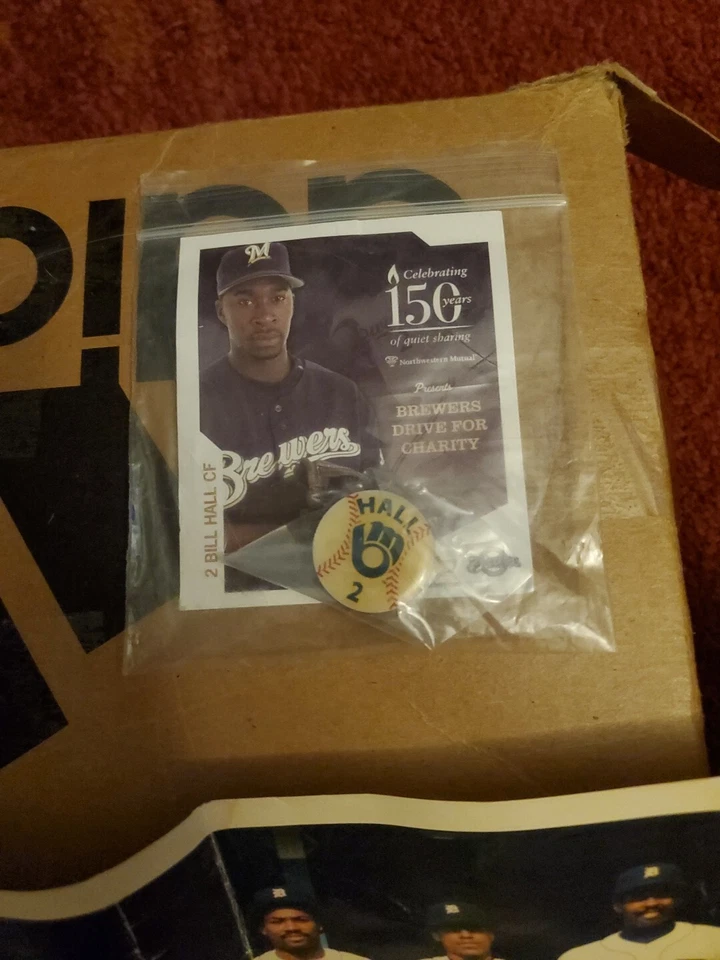 M
Celebrating
150
years
of quiet sharing
Northwestern Mutual
Presents
BREWERS
DRIVE FOR
CHARITY
Brewers
2 BILL HALL CF
HALL
2
Brewers